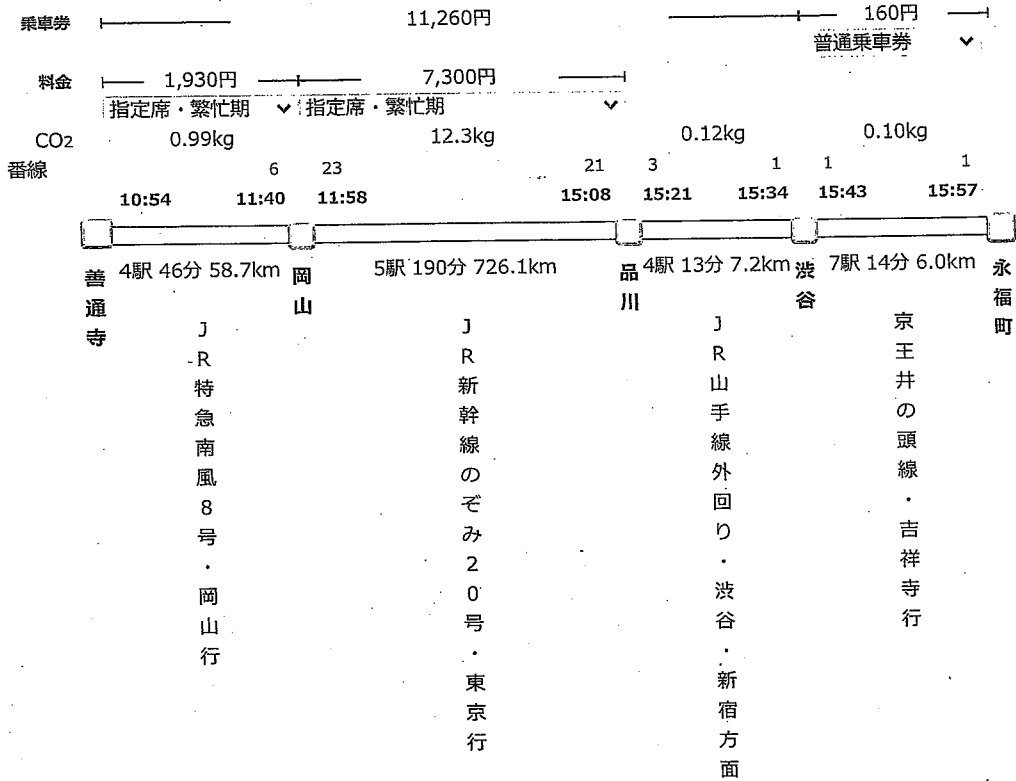 乗車券 11,260円 160円
普通乗車券
料金 1,930円 7,300円
指定席・繁忙期 指定席・繁忙期
CO2 0.99kg 12.3kg 0.12kg 0.10kg
番線 6 23 21 3 1 1 1
10:54 11:40 11:58 15:08 15:21 15:34 15:43 15:57
4駅 46分 58.7km 5駅 190分 726.1km 4駅 13分 7.2km 7駅 14分 6.0km
善通寺
岡山
品川
渋谷
永福町
JR特急南風8号・岡山行
JR新幹線のぞみ20号・東京行
JR山手線外回り・渋谷・新宿方面
京王井の頭線・吉祥寺行